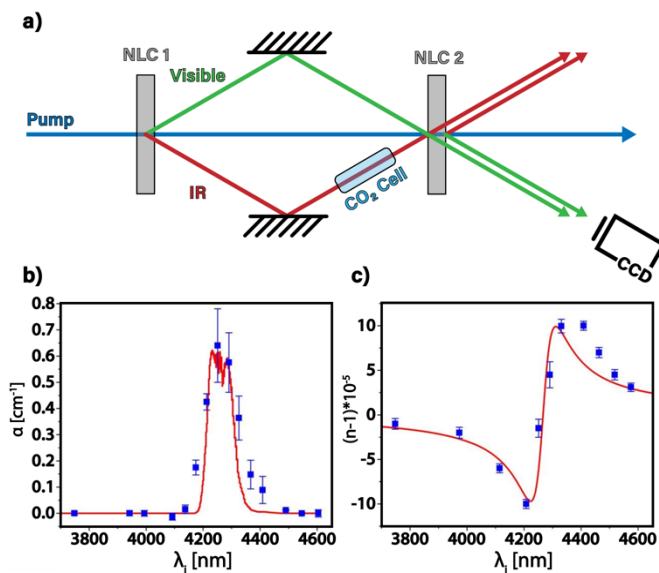 a)
NLC 1
NLC 2
Visible
Pump
IR
CO₂ Cell
CCD
b)
c)
0.8
0.7
0.6
0.5
0.4
0.3
0.2
0.1
0.0
α [cm⁻¹]
3800 4000 4200 4400 4600
λᵢ [nm]
10
5
0
-5
-10
(n-1)*10⁻⁵
3800 4000 4200 4400 4600
λᵢ [nm]